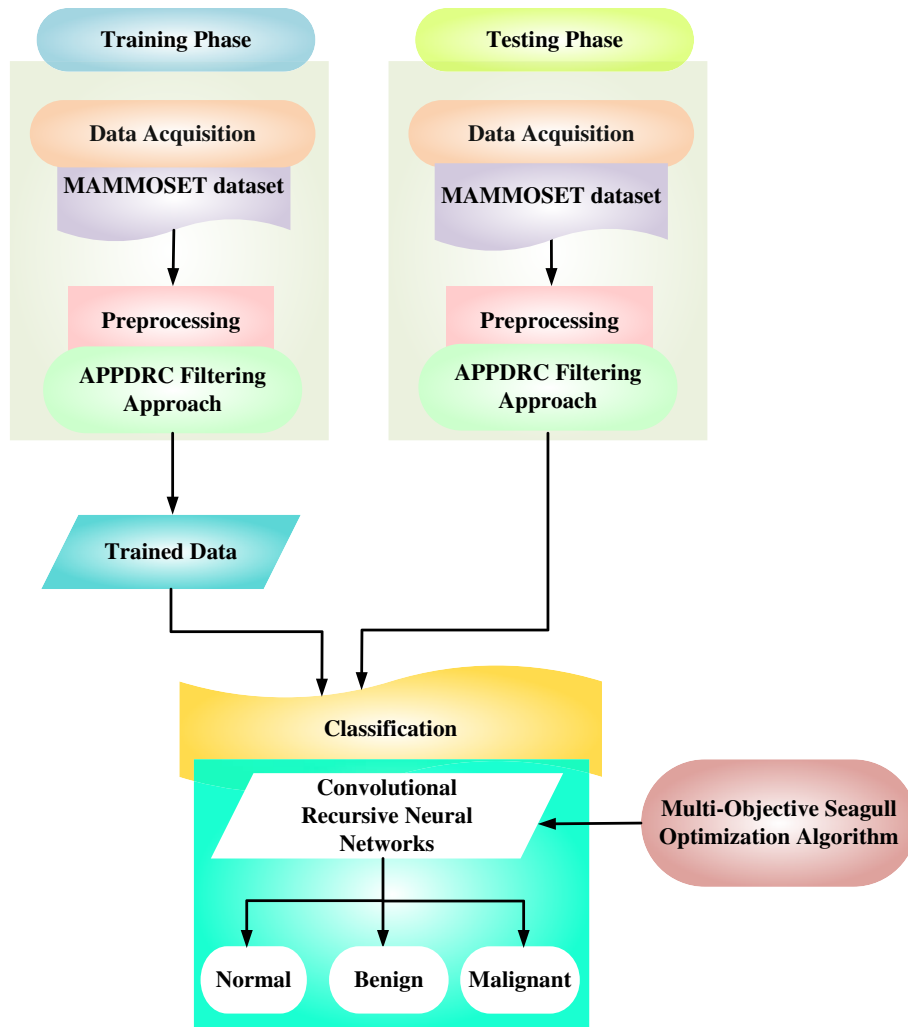 Training Phase
Testing Phase
Data Acquisition
MAMMOSET dataset
Preprocessing
APPDRC Filtering
Approach
Data Acquisition
MAMMOSET dataset
Preprocessing
APPDRC Filtering
Approach
Trained Data
Classification
Convolutional
Recursive Neural
Networks
Multi-Objective Seagull
Optimization Algorithm
Normal
Benign
Malignant